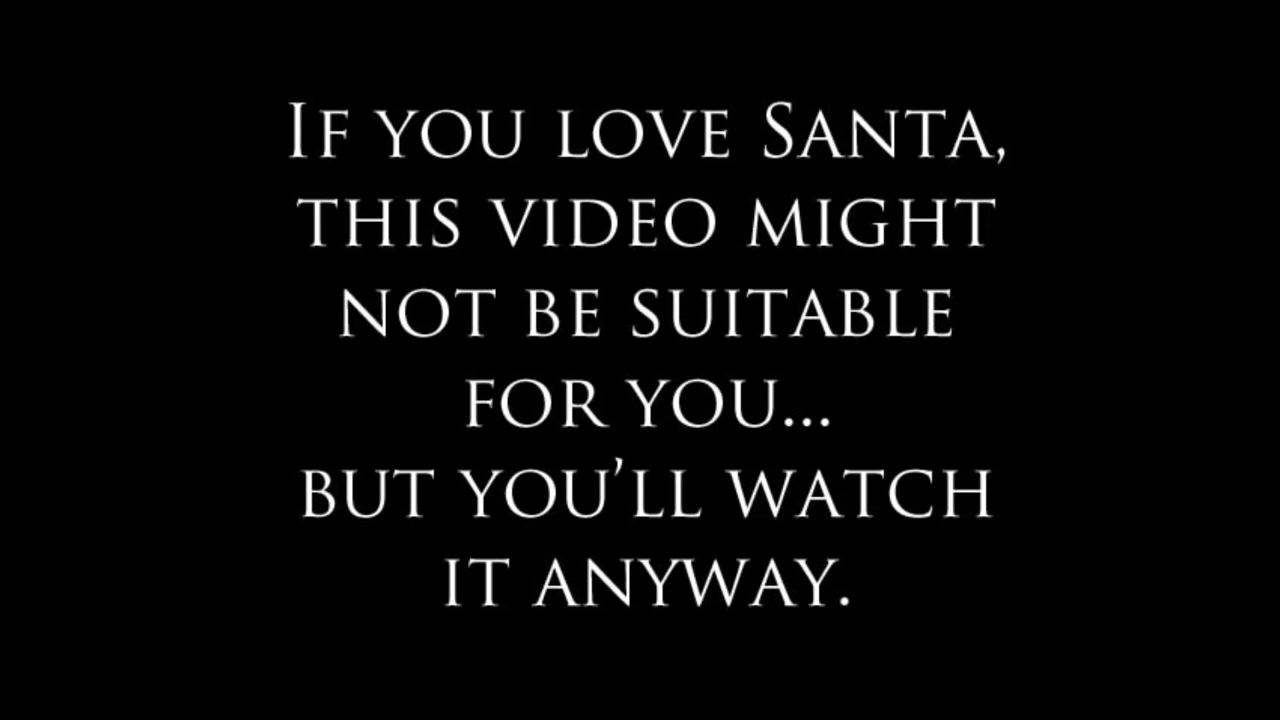 If you love Santa,
this video might
not be suitable
for you...
but you'll watch
it anyway.